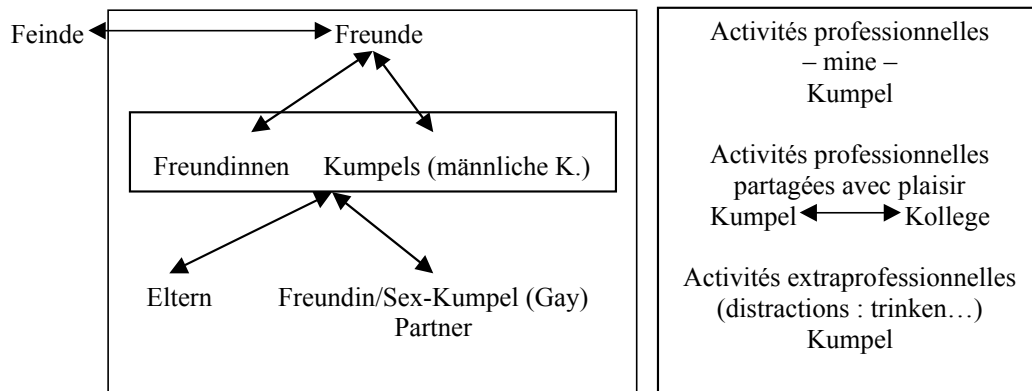 Feinde Freunde
Freundinnen Kumpels (männliche K.)
Eltern Freundin/Sex-Kumpel (Gay)
Partner
Activités professionnelles
– mine –
Kumpel
Activités professionnelles
partagées avec plaisir
Kumpel Kollege
Activités extraprofessionnelles
(distractions : trinken…)
Kumpel